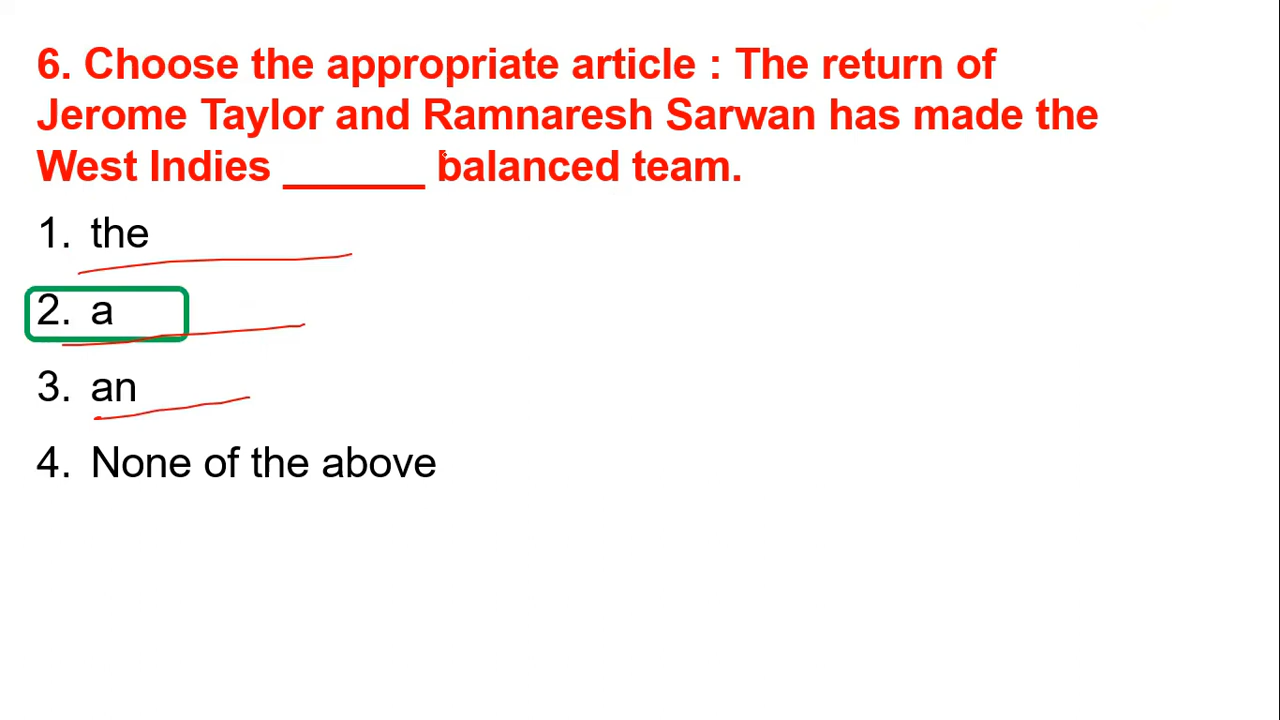 6. Choose the appropriate article : The return of
Jerome Taylor and Ramnaresh Sarwan has made the
West Indies ______ balanced team.
1. the
2. a
3. an
4. None of the above